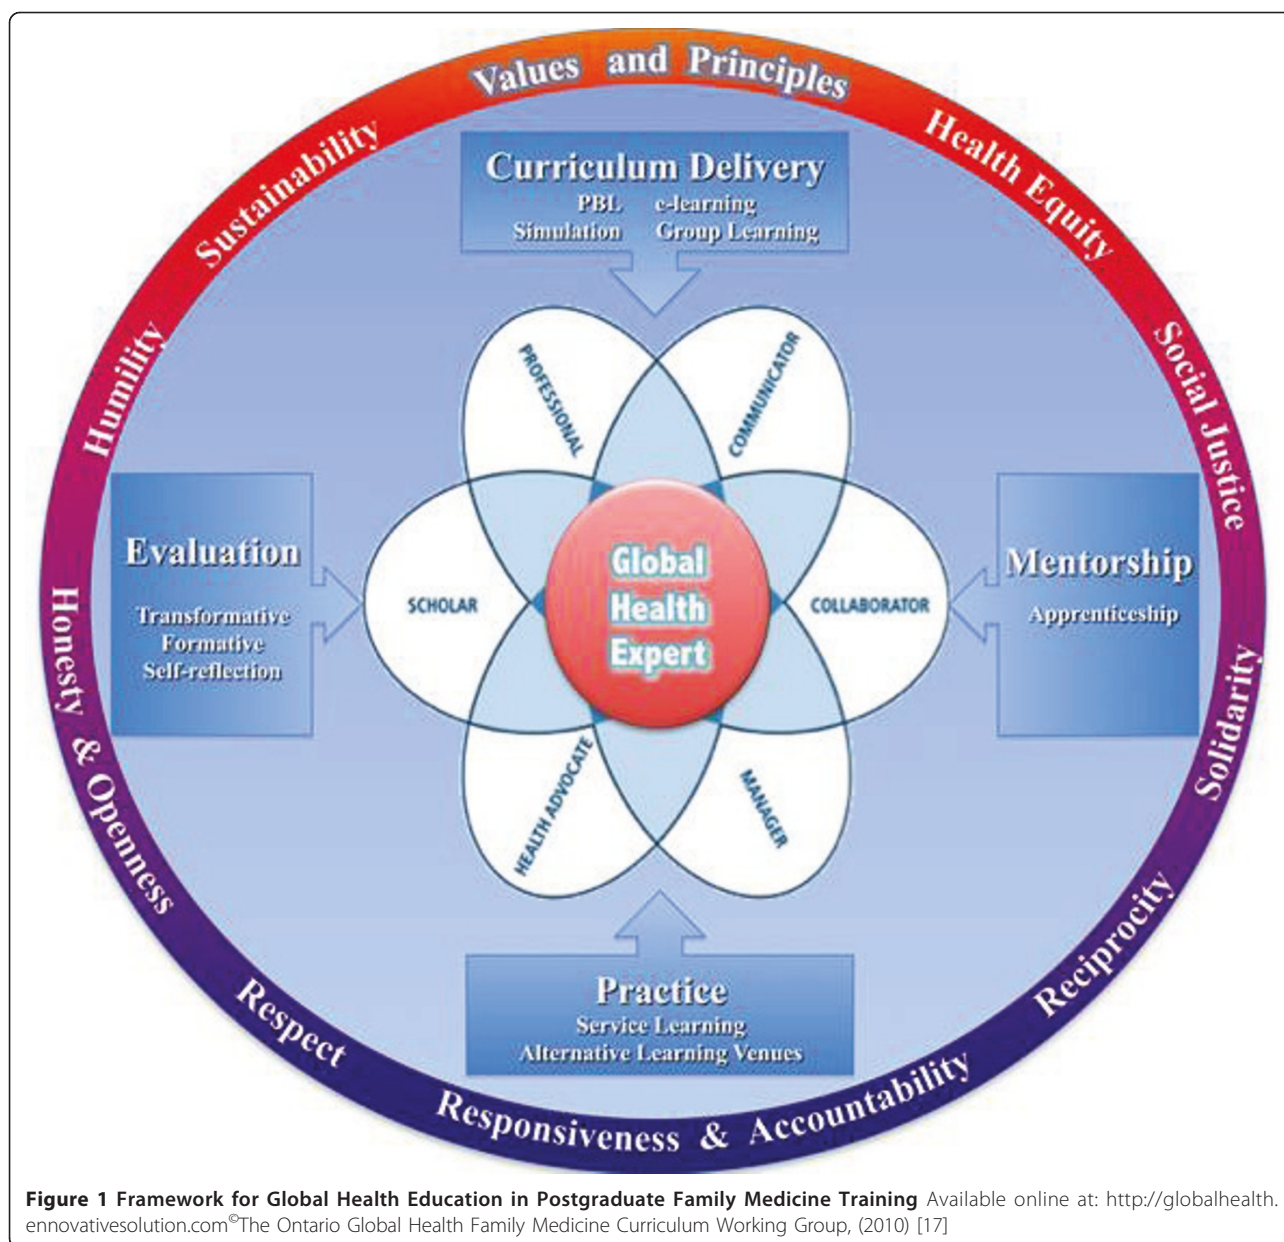 Values and Principles
Health Equity
Social Justice
Solidarity
Reciprocity
Responsiveness & Accountability
Respect
Honesty & Openness
Humility
Sustainability
Curriculum Delivery
PBL e-learning
Simulation Group Learning
PROFESSIONAL
COMMUNICATOR
Evaluation
Transformative
Formative
Self-reflection
SCHOLAR
Global
Health
Expert
COLLABORATOR
Mentorship
Apprenticeship
HEALTH ADVOCATE
MANAGER
Practice
Service Learning
Alternative Learning Venues
Figure 1 Framework for Global Health Education in Postgraduate Family Medicine Training Available online at: http://globalhealth.
ennovativesolution.com©The Ontario Global Health Family Medicine Curriculum Working Group, (2010) [17]